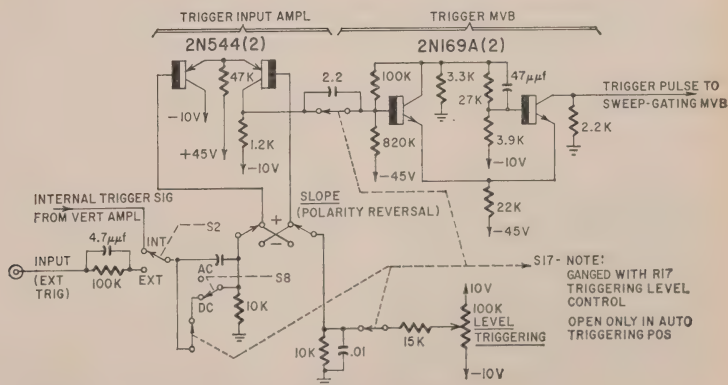 TRIGGER INPUT AMPL
TRIGGER MVB
2N544(2)
2N169A(2)
47K
2.2
100K
3.3K
27K
47µµf
TRIGGER PULSE TO
SWEEP-GATING MVB
-10V
+45V
1.2K
-10V
820K
-45V
3.9K
-10V
2.2K
22K
-45V
INTERNAL TRIGGER SIG
FROM VERT AMPL
SLOPE
(POLARITY REVERSAL)
+
-
4.7µµf
INT
S2
INPUT
(EXT
TRIG)
100K
EXT
AC
S8
DC
10K
S17- NOTE:
GANGED WITH R17
TRIGGERING LEVEL
CONTROL
OPEN ONLY IN AUTO
TRIGGERING POS
10V
100K
LEVEL
TRIGGERING
15K
10K
.01
-10V